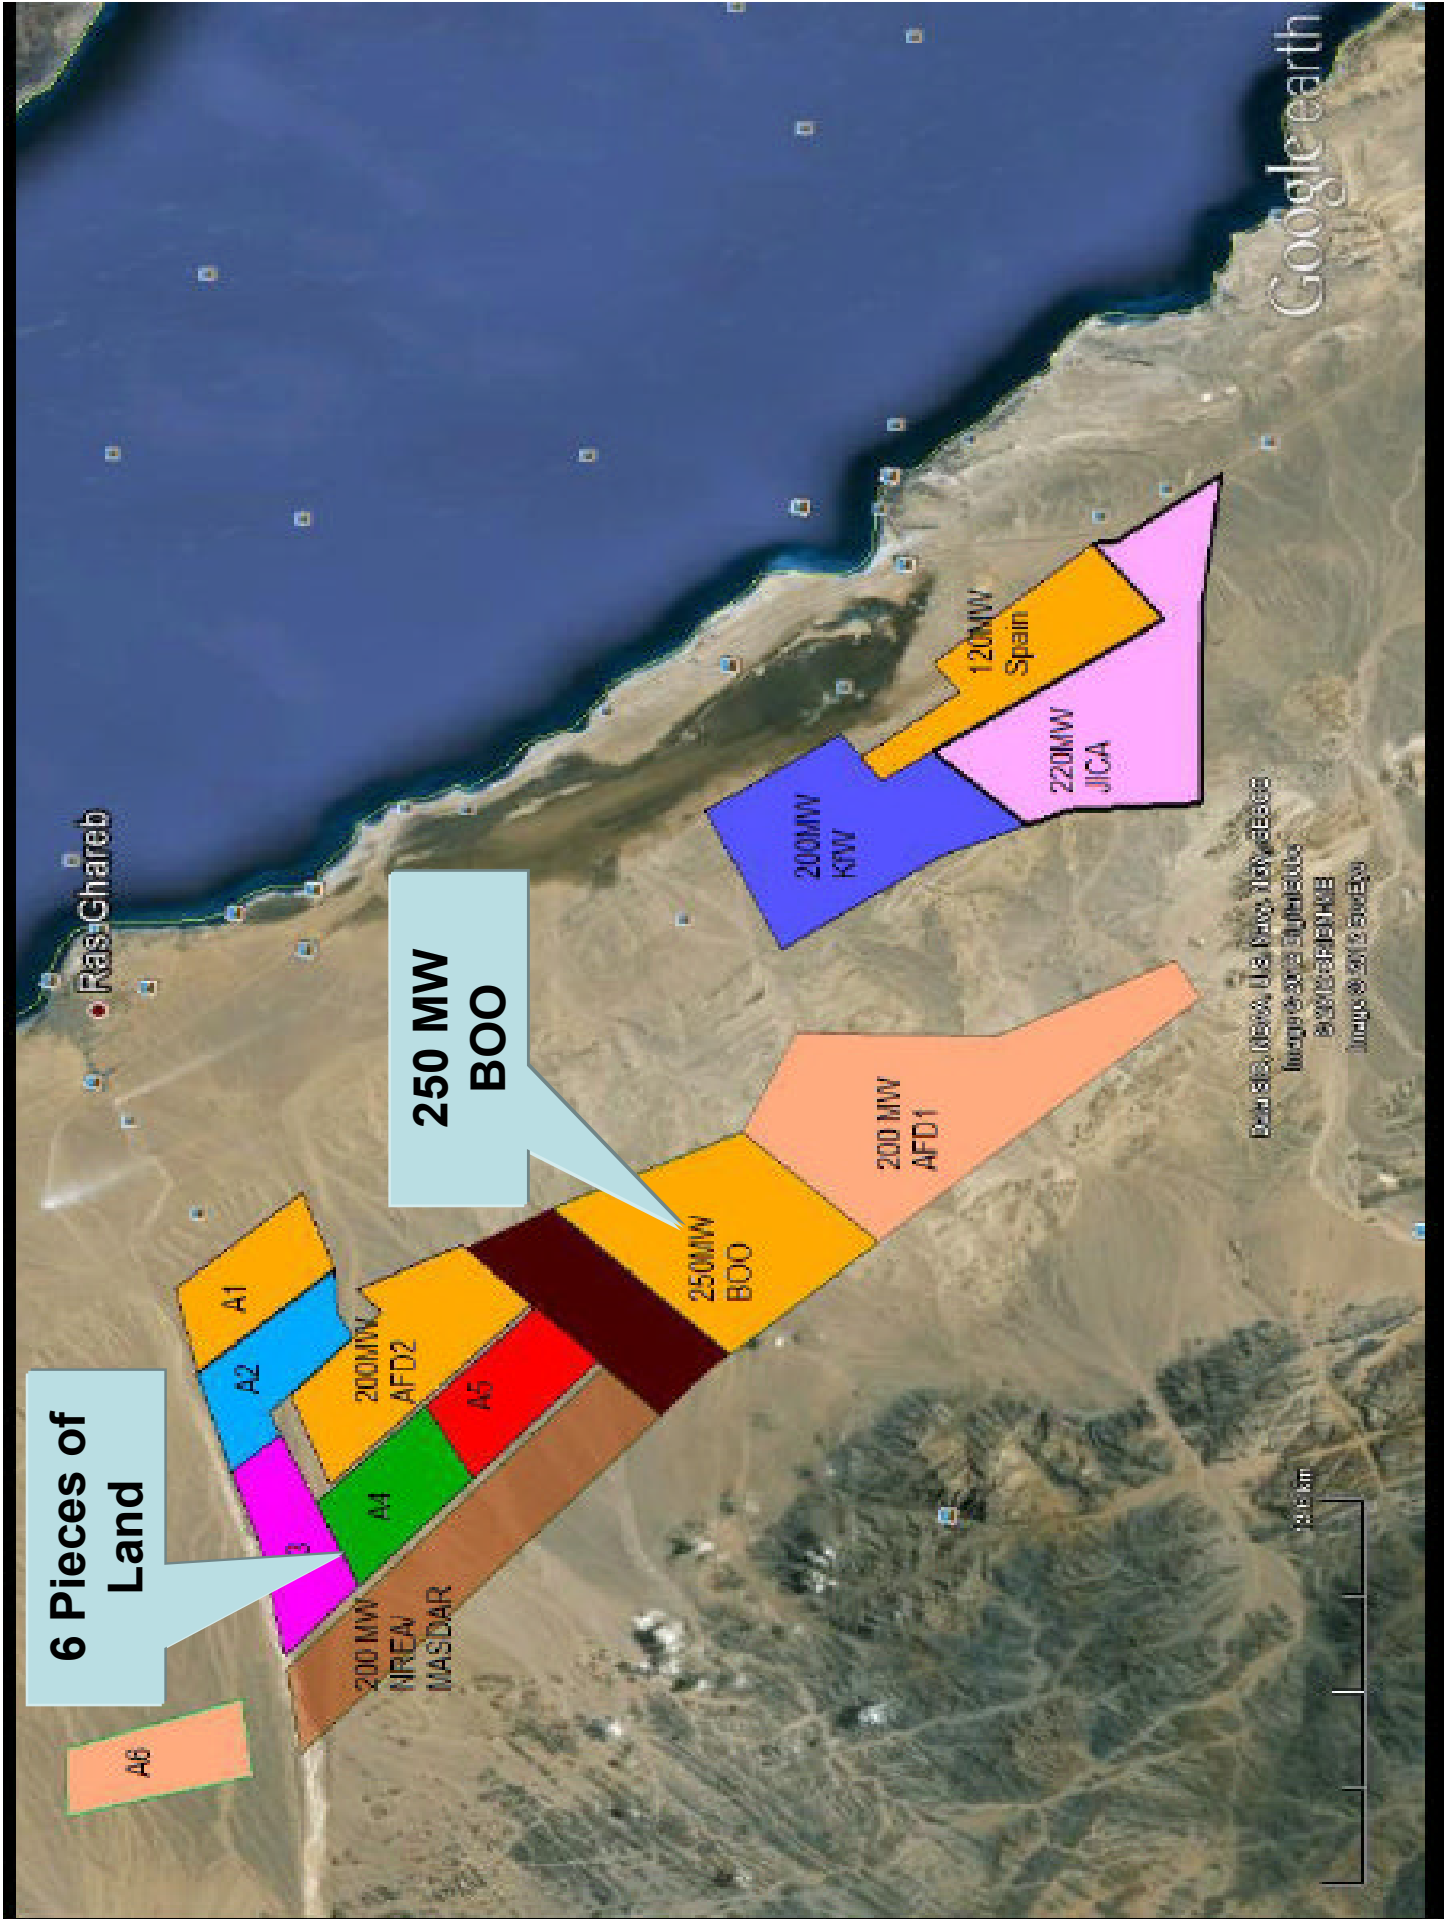 6 Pieces of
Land
250 MW
BOO
Ras Ghareb
A6
A1
A2
3
A4
A5
200MW
AFD2
200 MW
NREA/
MASDAR
250MW
BOO
200 MW
AFD1
200MW
KfW
120MW
Spain
220MW
JICA
Google earth